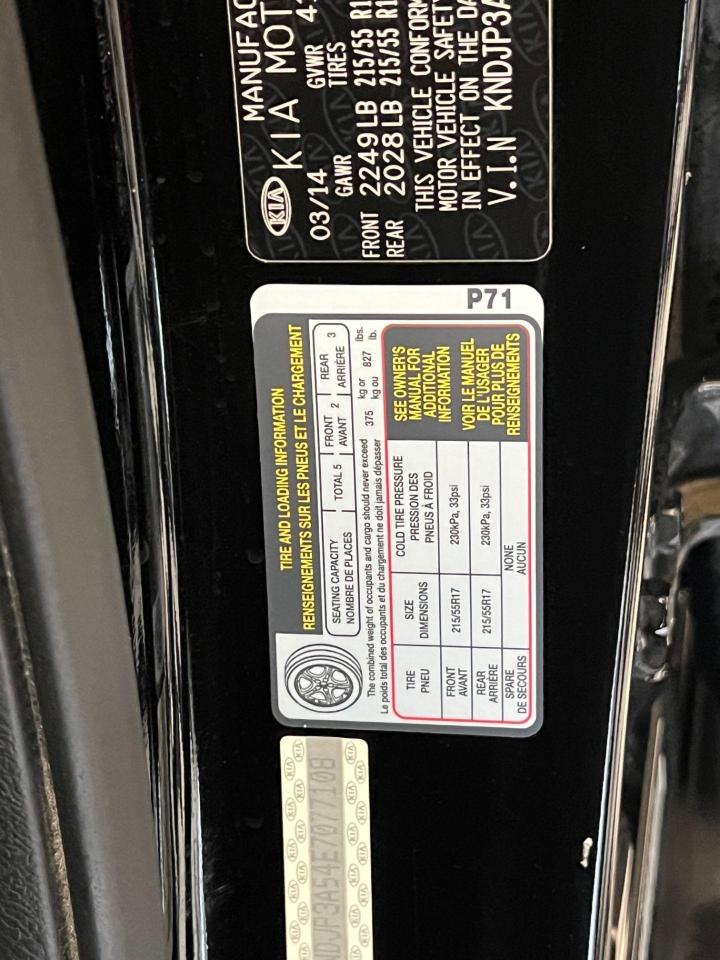 NDJP3A54E7077108
TIRE AND LOADING INFORMATION
RENSEIGNEMENTS SUR LES PNEUS ET LE CHARGEMENT
SEATING CAPACITY TOTAL 5 FRONT 2 REAR 3
NOMBRE DE PLACES AVANT ARRIÈRE
The combined weight of occupants and cargo should never exceed 375 kg or 827 lbs.
Le poids total des occupants et du chargement ne doit jamais dépasser kg ou lb.
TIRE SIZE COLD TIRE PRESSURE
PNEU DIMENSIONS PRESSION DES
PNEUS À FROID
FRONT 215/55R17 230kPa, 33psi
AVANT
REAR 215/55R17 230kPa, 33psi
ARRIÈRE
SPARE NONE
DE SECOURS AUCUN
SEE OWNER'S
MANUAL FOR
ADDITIONAL
INFORMATION
VOIR LE MANUEL
DE L'USAGER
POUR PLUS DE
RENSEIGNEMENTS
P71
MANUFAC
KIA KIA MOT
03/14 GVWR 41
GAWR TIRES
FRONT 2249LB 215/55 R1
REAR 2028LB 215/55 R1
THIS VEHICLE CONFORM
MOTOR VEHICLE SAFETY
IN EFFECT ON THE DA
V.I.N KNDJP3A